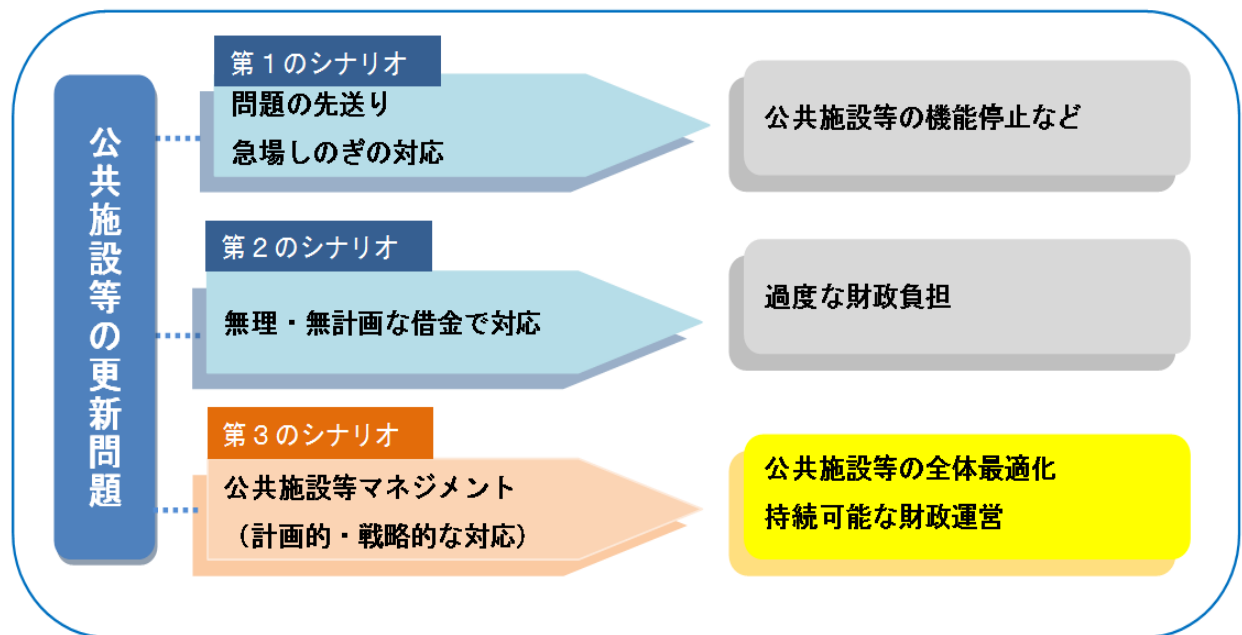 公共施設等の更新問題
第１のシナリオ
問題の先送り
急場しのぎの対応
公共施設等の機能停止など
第２のシナリオ
無理・無計画な借金で対応
過度な財政負担
第３のシナリオ
公共施設等マネジメント
（計画的・戦略的な対応）
公共施設等の全体最適化
持続可能な財政運営